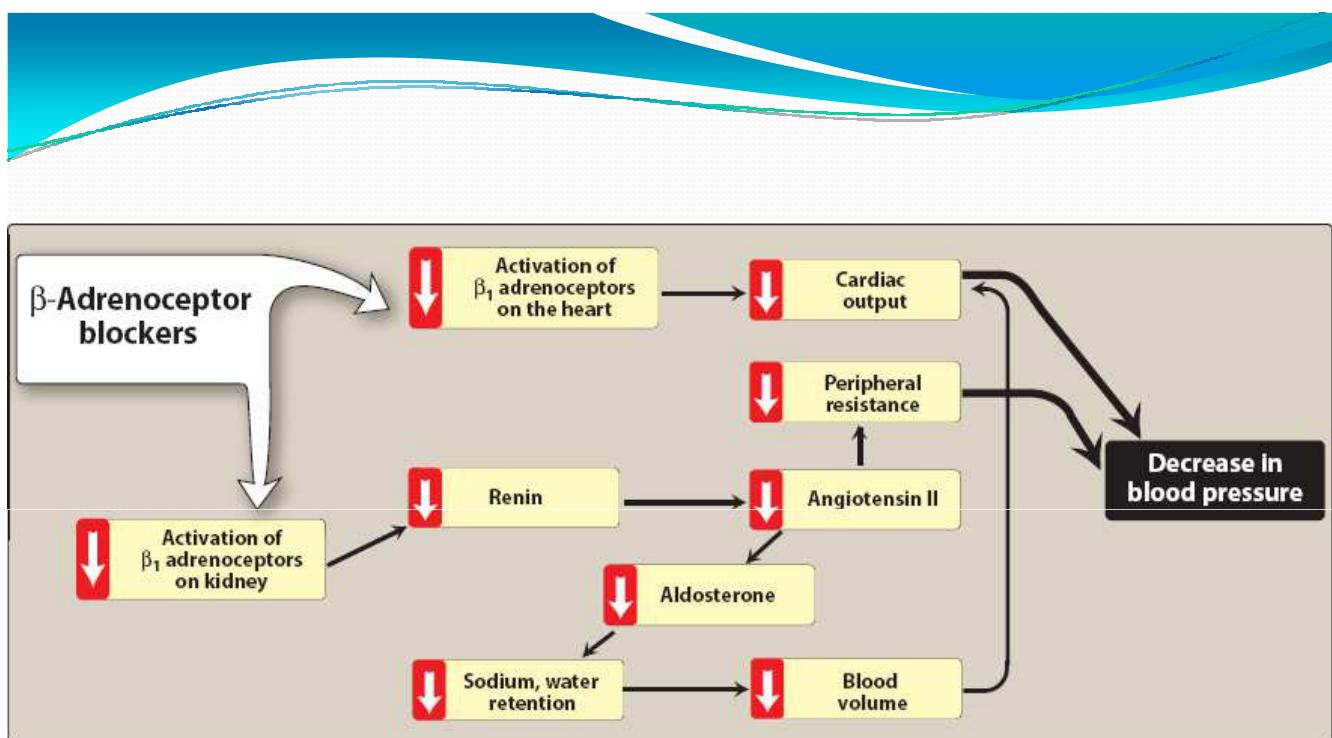 β-Adrenoceptor
blockers
Activation of
β₁ adrenoceptors
on the heart
Cardiac
output
Peripheral
resistance
Decrease in
blood pressure
Renin
Angiotensin II
Activation of
β₁ adrenoceptors
on kidney
Aldosterone
Sodium, water
retention
Blood
volume